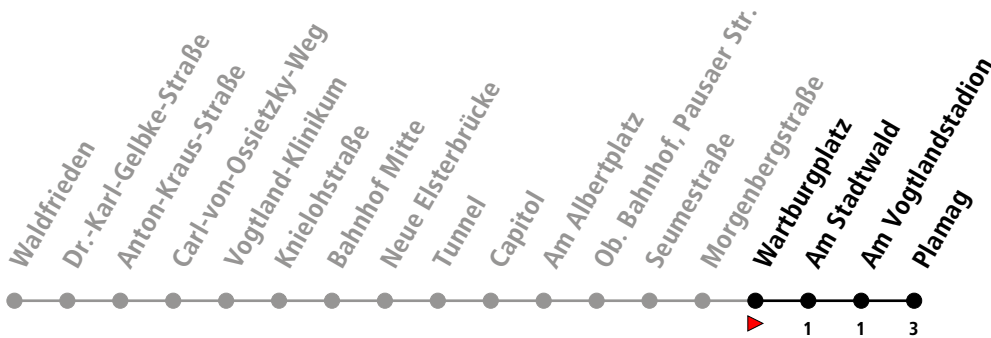 Waldfrieden
Dr.-Karl-Gelbke-Straße
Anton-Kraus-Straße
Carl-von-Ossietzky-Weg
Vogtland-Klinikum
Knielohstraße
Bahnhof Mitte
Neue Elsterbrücke
Tunnel
Capitol
Am Albertplatz
Ob. Bahnhof, Pausaer Str.
Seumestraße
Morgenbergstraße
Wartburgplatz
Am Stadtwald
Am Vogtlandstadion
Plamag
1 1 3